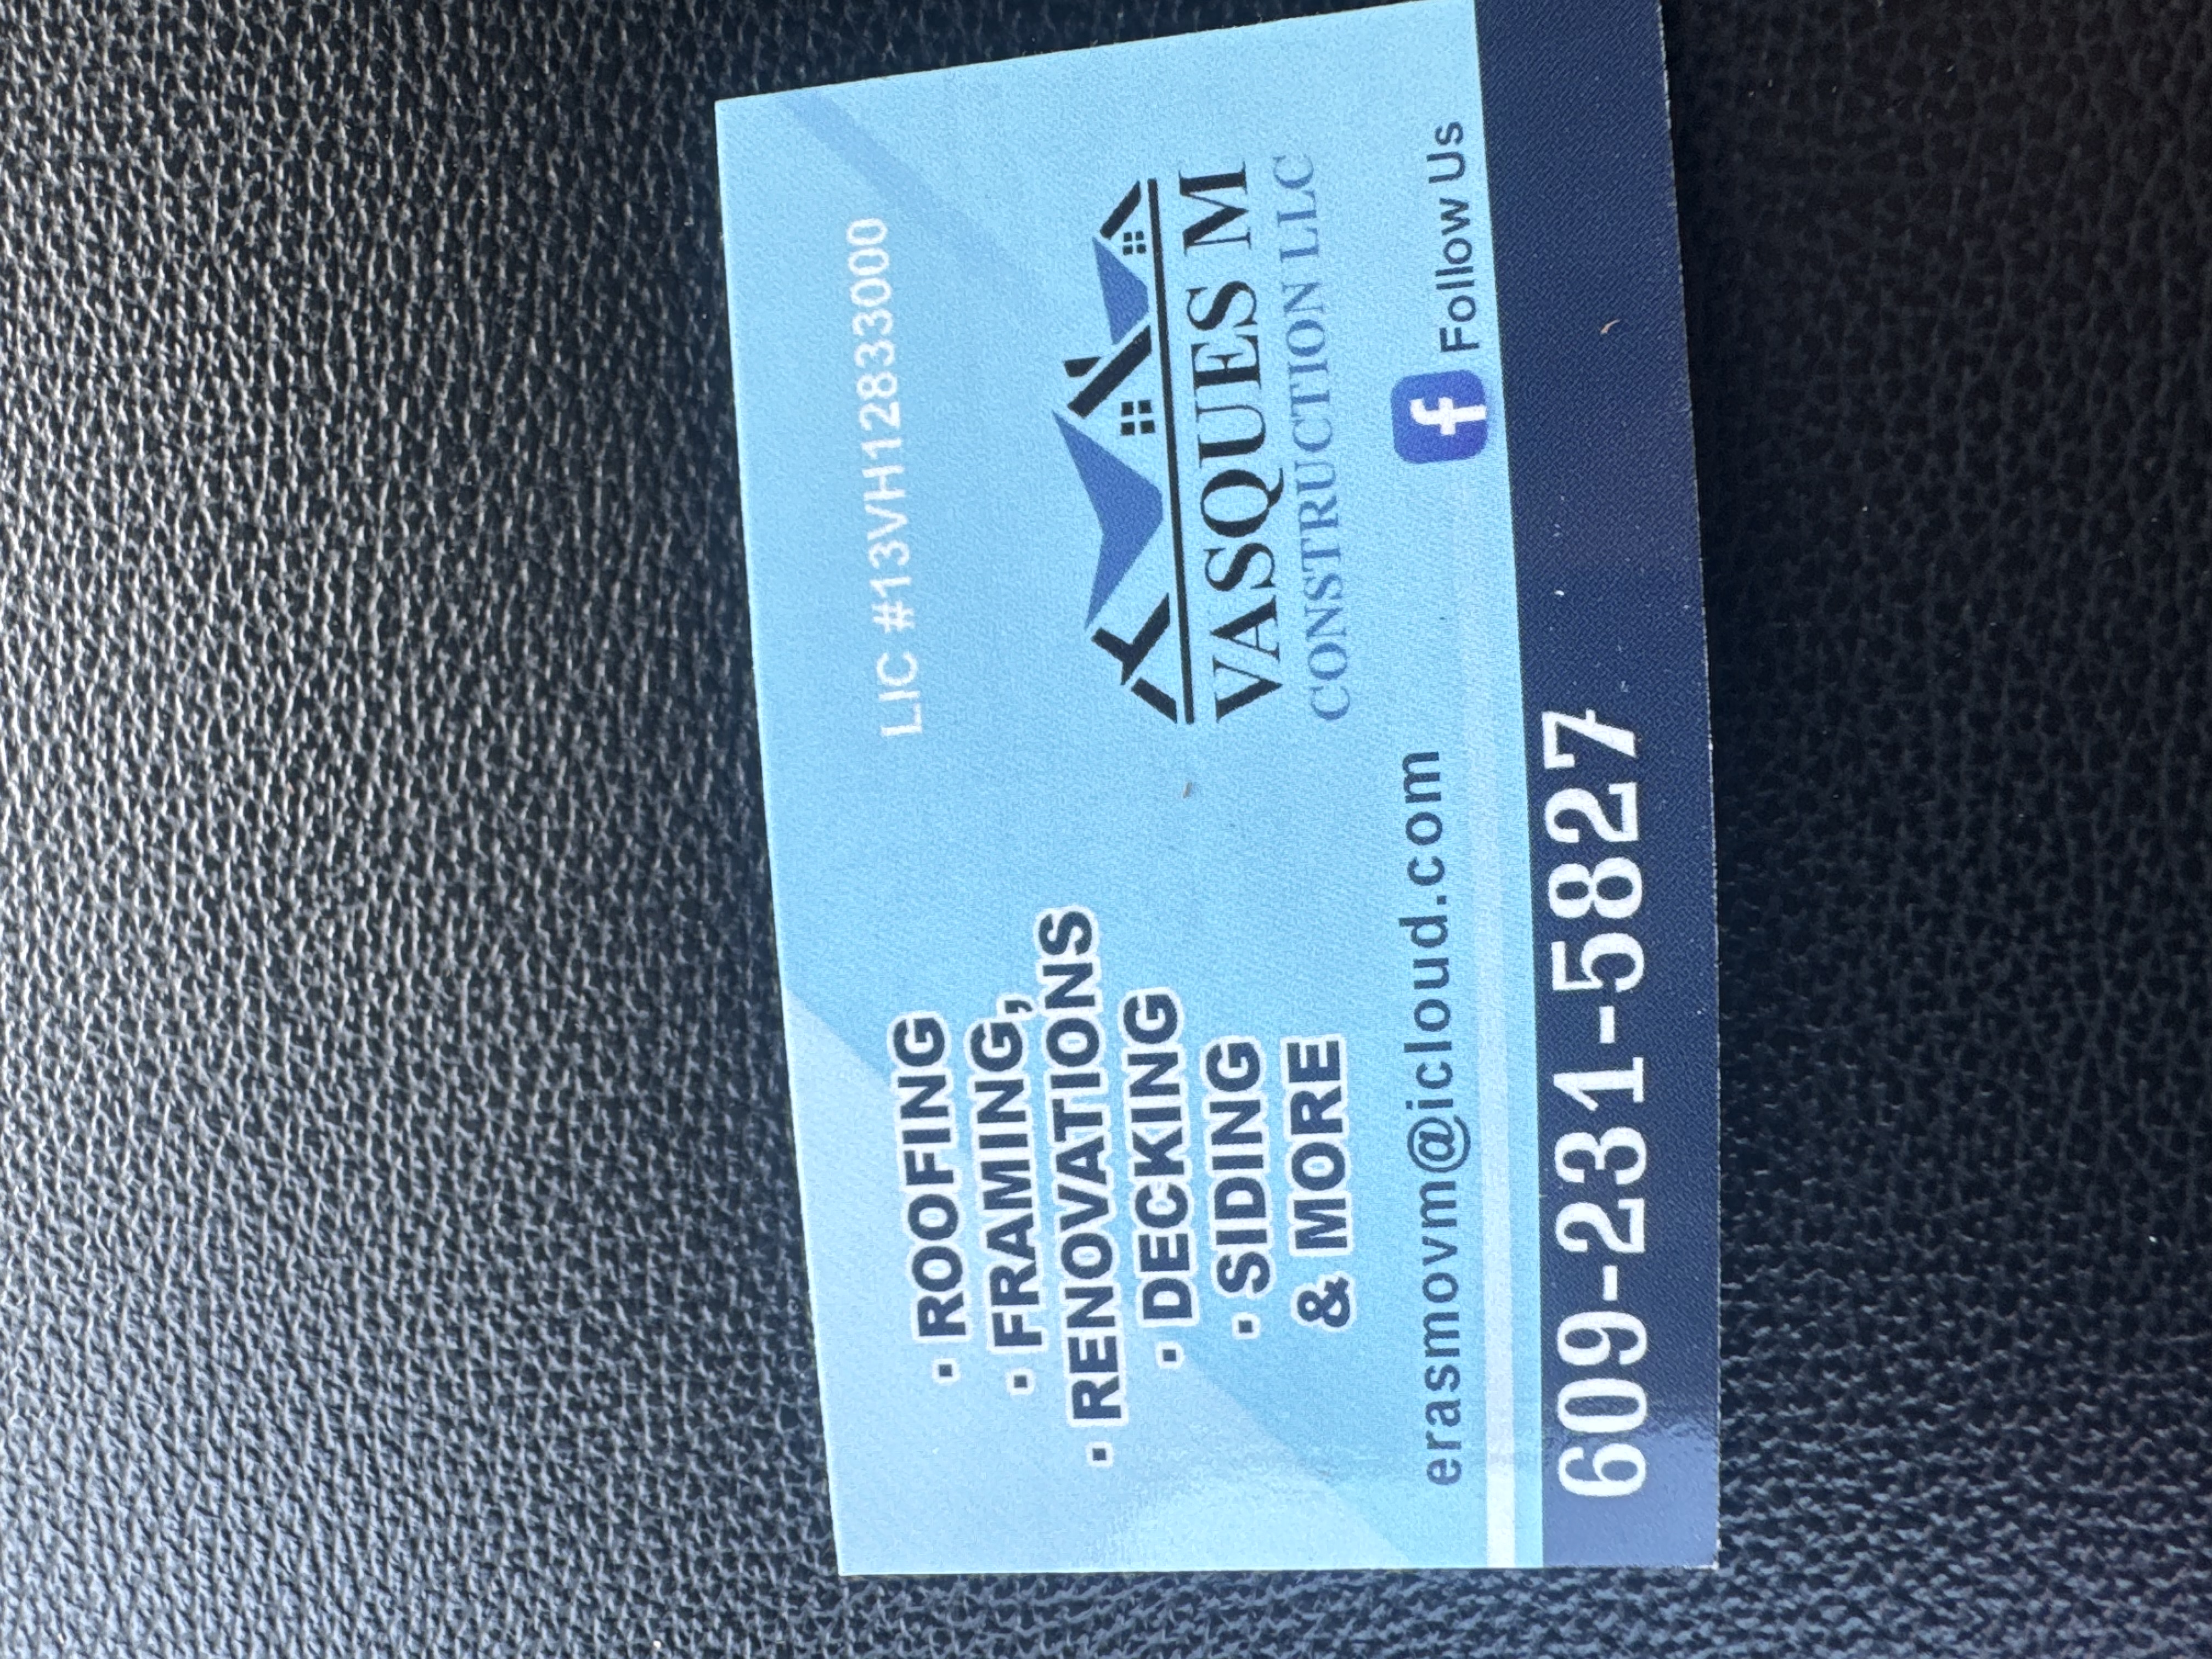 LIC #13VH12833000
· ROOFING
· FRAMING,
· RENOVATIONS
· DECKING
· SIDING
& MORE
VASQUES M
CONSTRUCTION LLC
erasmovm@icloud.com
f Follow Us
609-231-5827